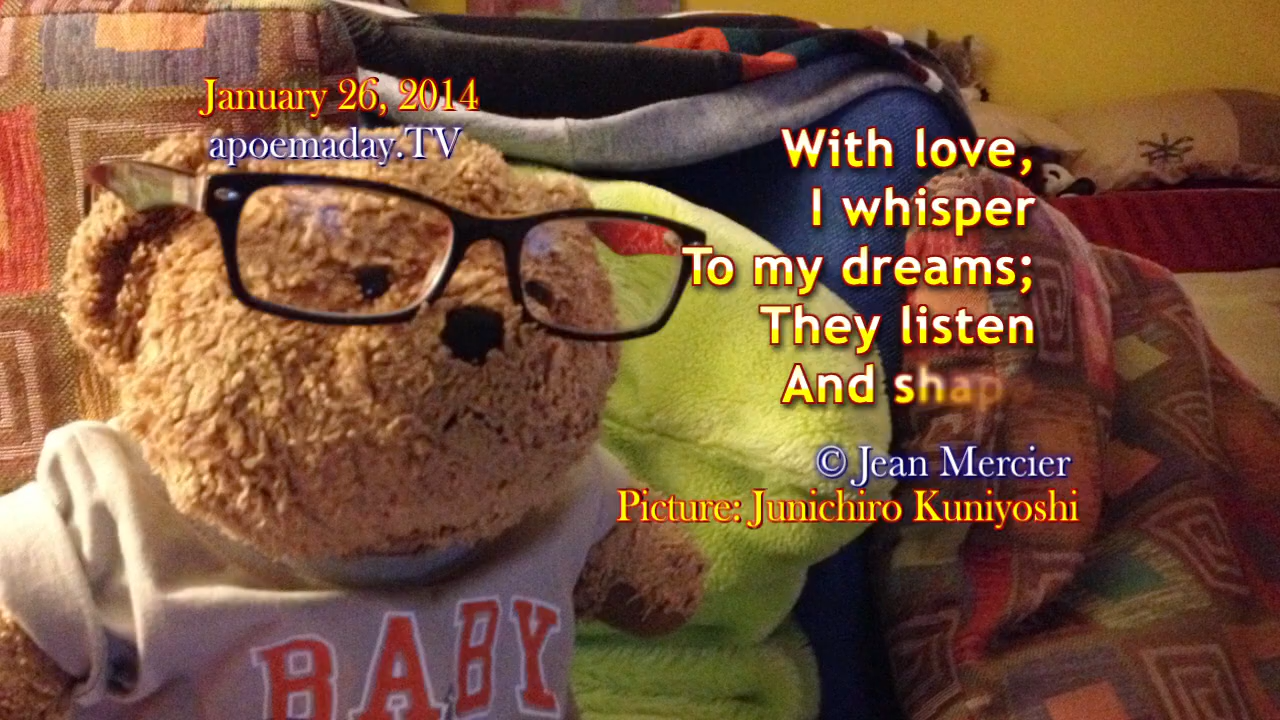 January 26, 2014
apoemaday.TV
With love,
I whisper
To my dreams;
They listen
And shap
© Jean Mercier
Picture: Junichiro Kuniyoshi
BABY